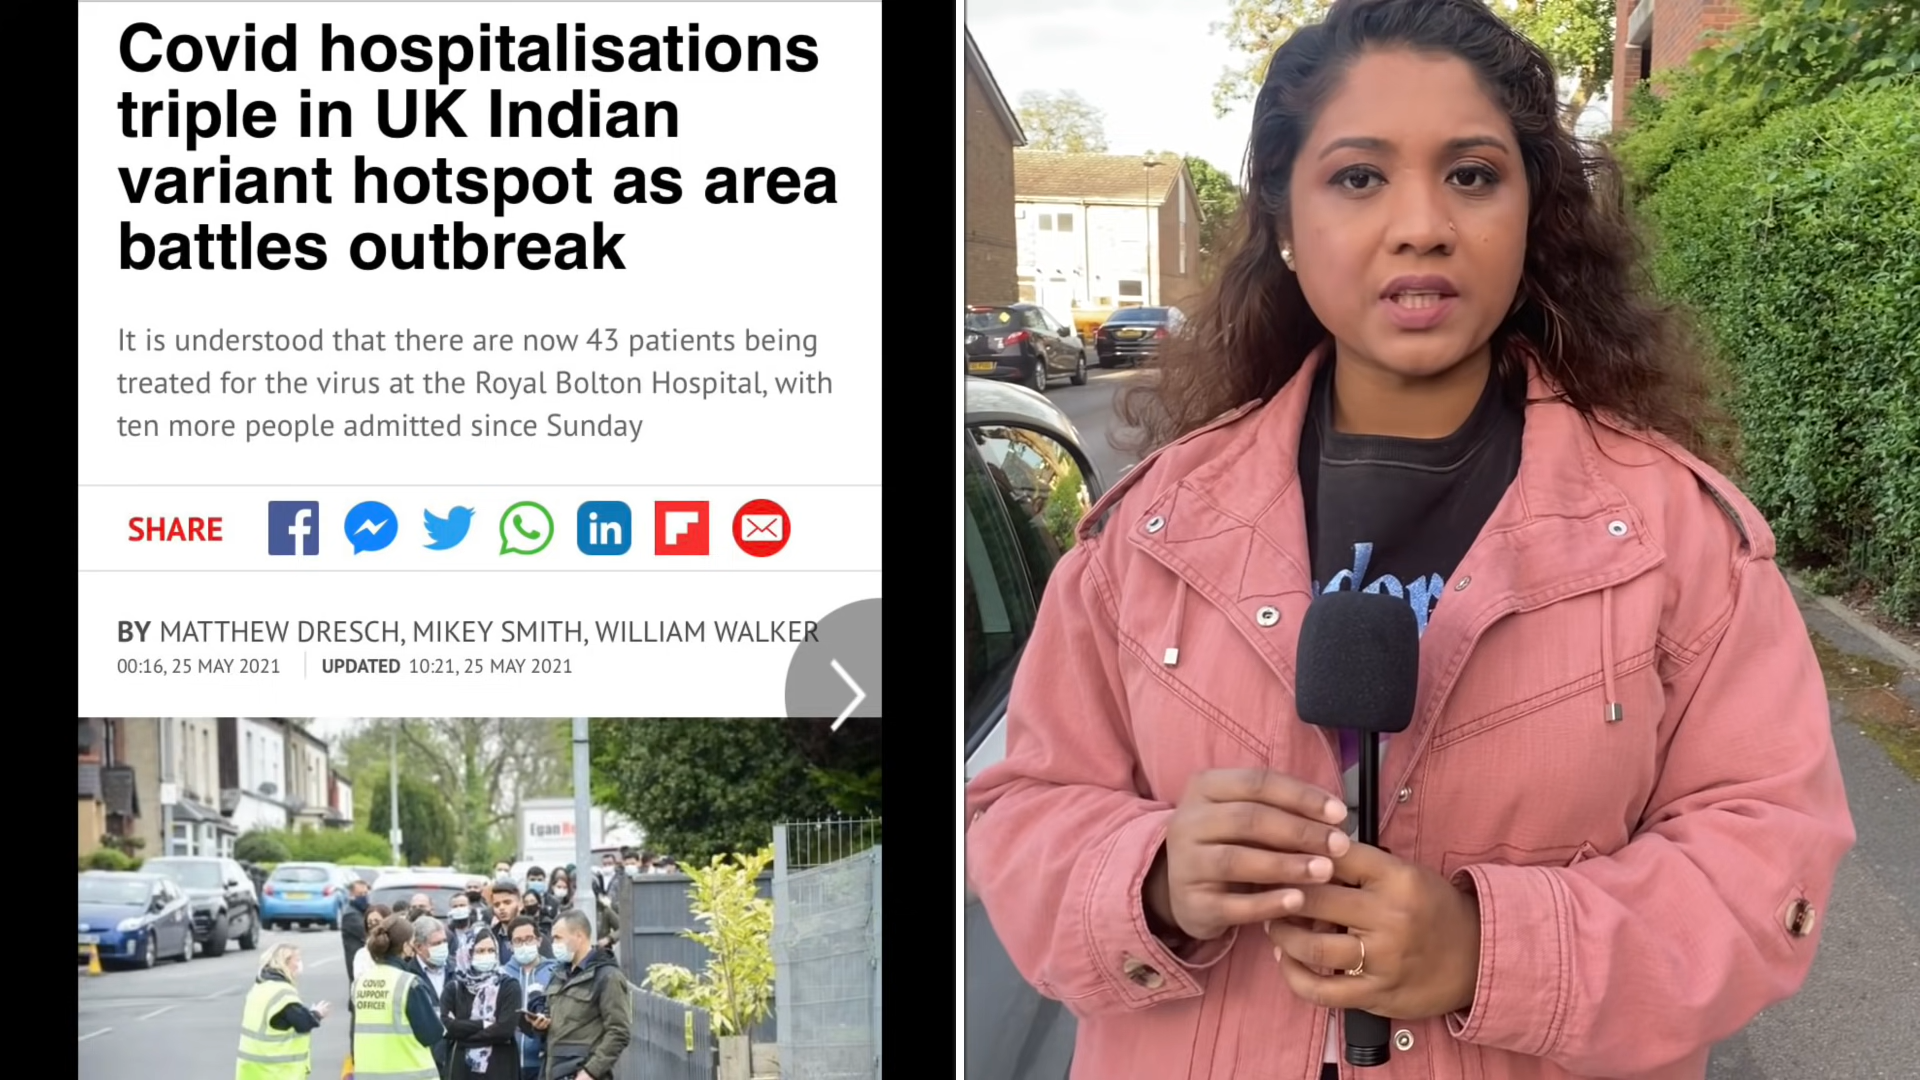 Covid hospitalisations
triple in UK Indian
variant hotspot as area
battles outbreak
It is understood that there are now 43 patients being
treated for the virus at the Royal Bolton Hospital, with
ten more people admitted since Sunday
SHARE
BY MATTHEW DRESCH, MIKEY SMITH, WILLIAM WALKER
00:16, 25 MAY 2021 UPDATED 10:21, 25 MAY 2021
Egan
COVID
SUPPORT
OFFICER